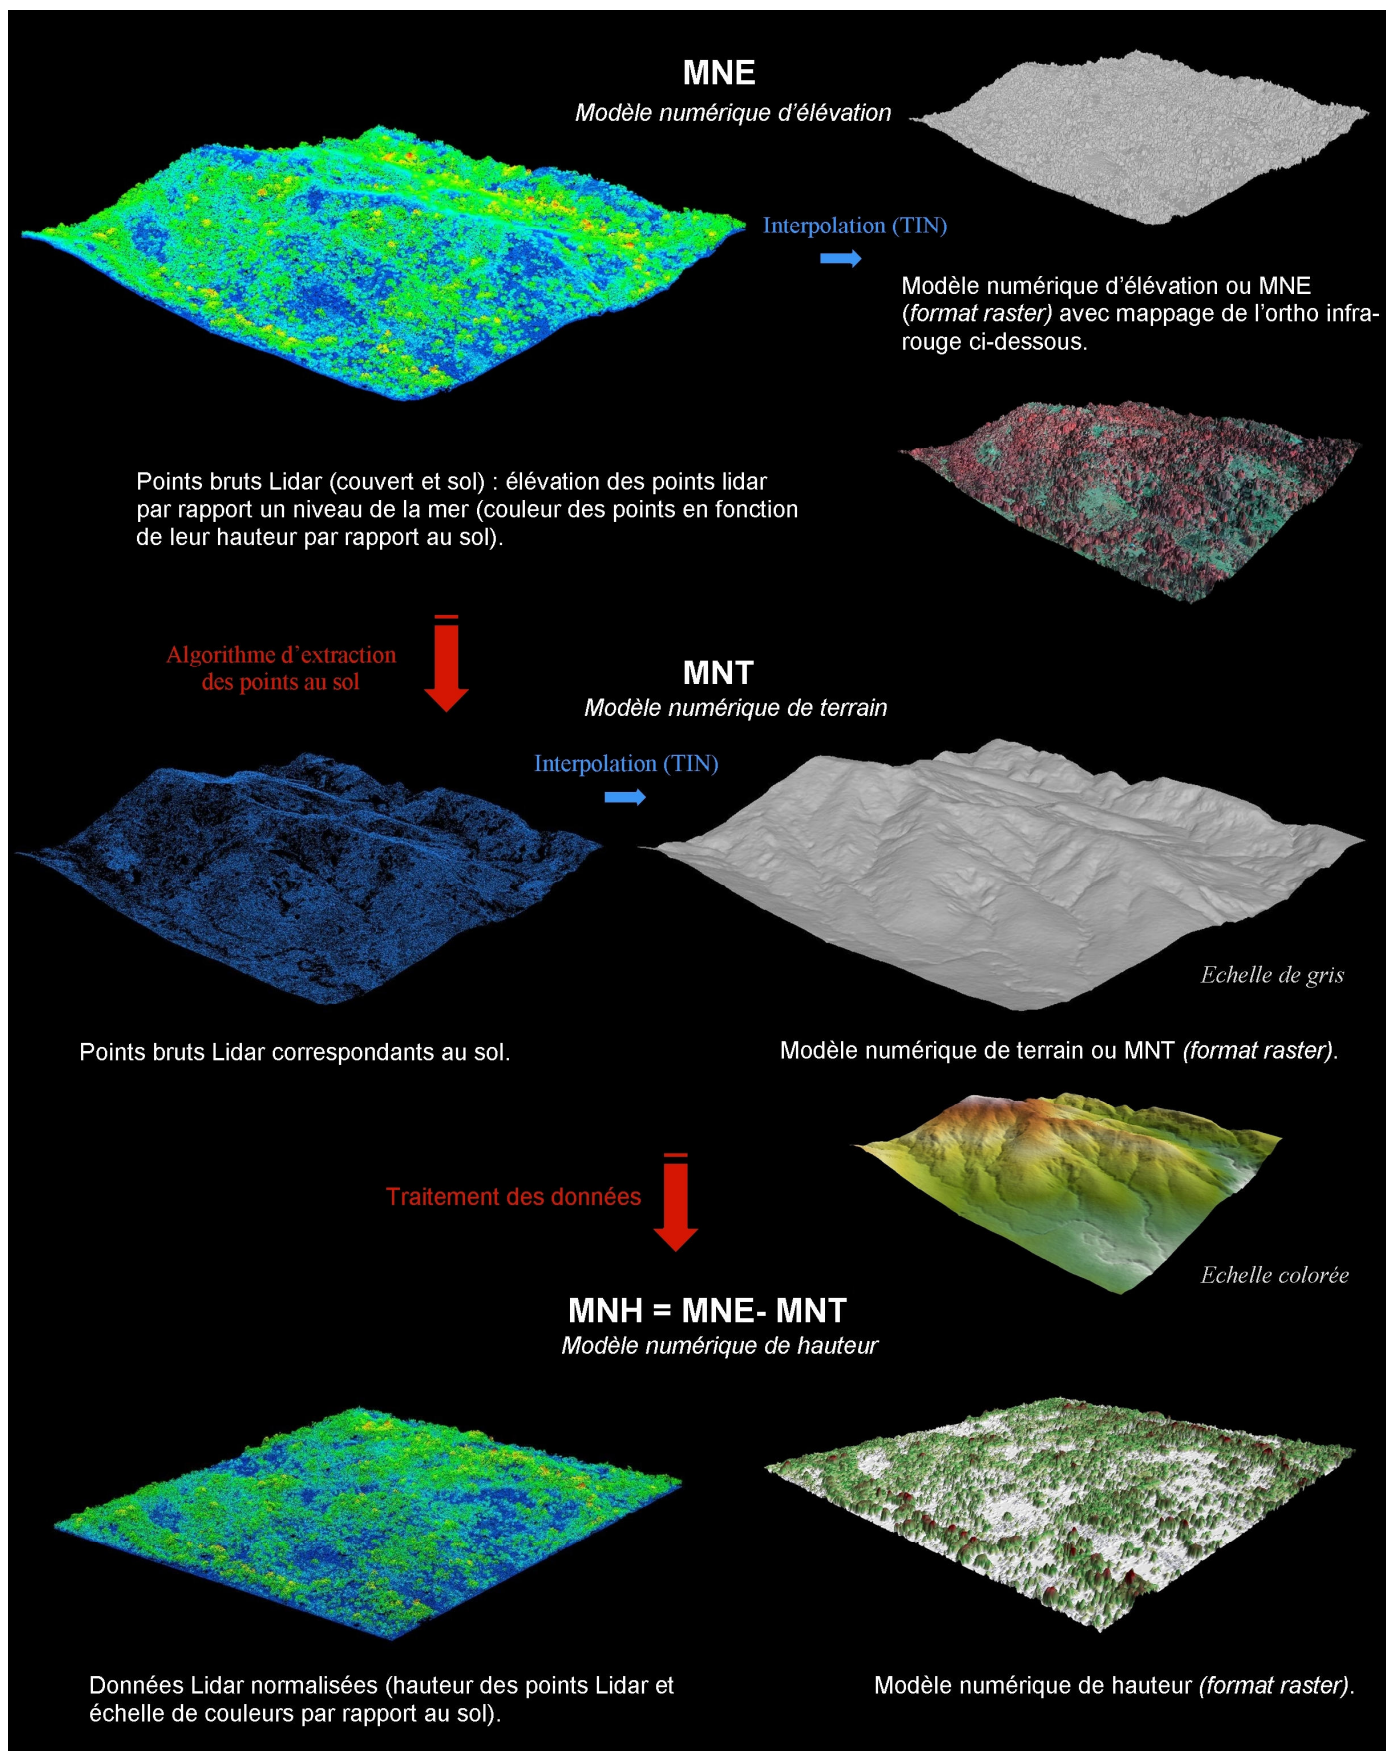 MNE
Modèle numérique d'élévation
Interpolation (TIN)
Modèle numérique d'élévation ou MNE
(format raster) avec mappage de l'ortho infra-
rouge ci-dessous.
Points bruts Lidar (couvert et sol) : élévation des points lidar
par rapport un niveau de la mer (couleur des points en fonction
de leur hauteur par rapport au sol).
Algorithme d'extraction
des points au sol
MNT
Modèle numérique de terrain
Interpolation (TIN)
Echelle de gris
Points bruts Lidar correspondants au sol.
Modèle numérique de terrain ou MNT (format raster).
Traitement des données
Echelle colorée
MNH = MNE- MNT
Modèle numérique de hauteur
Données Lidar normalisées (hauteur des points Lidar et
échelle de couleurs par rapport au sol).
Modèle numérique de hauteur (format raster).